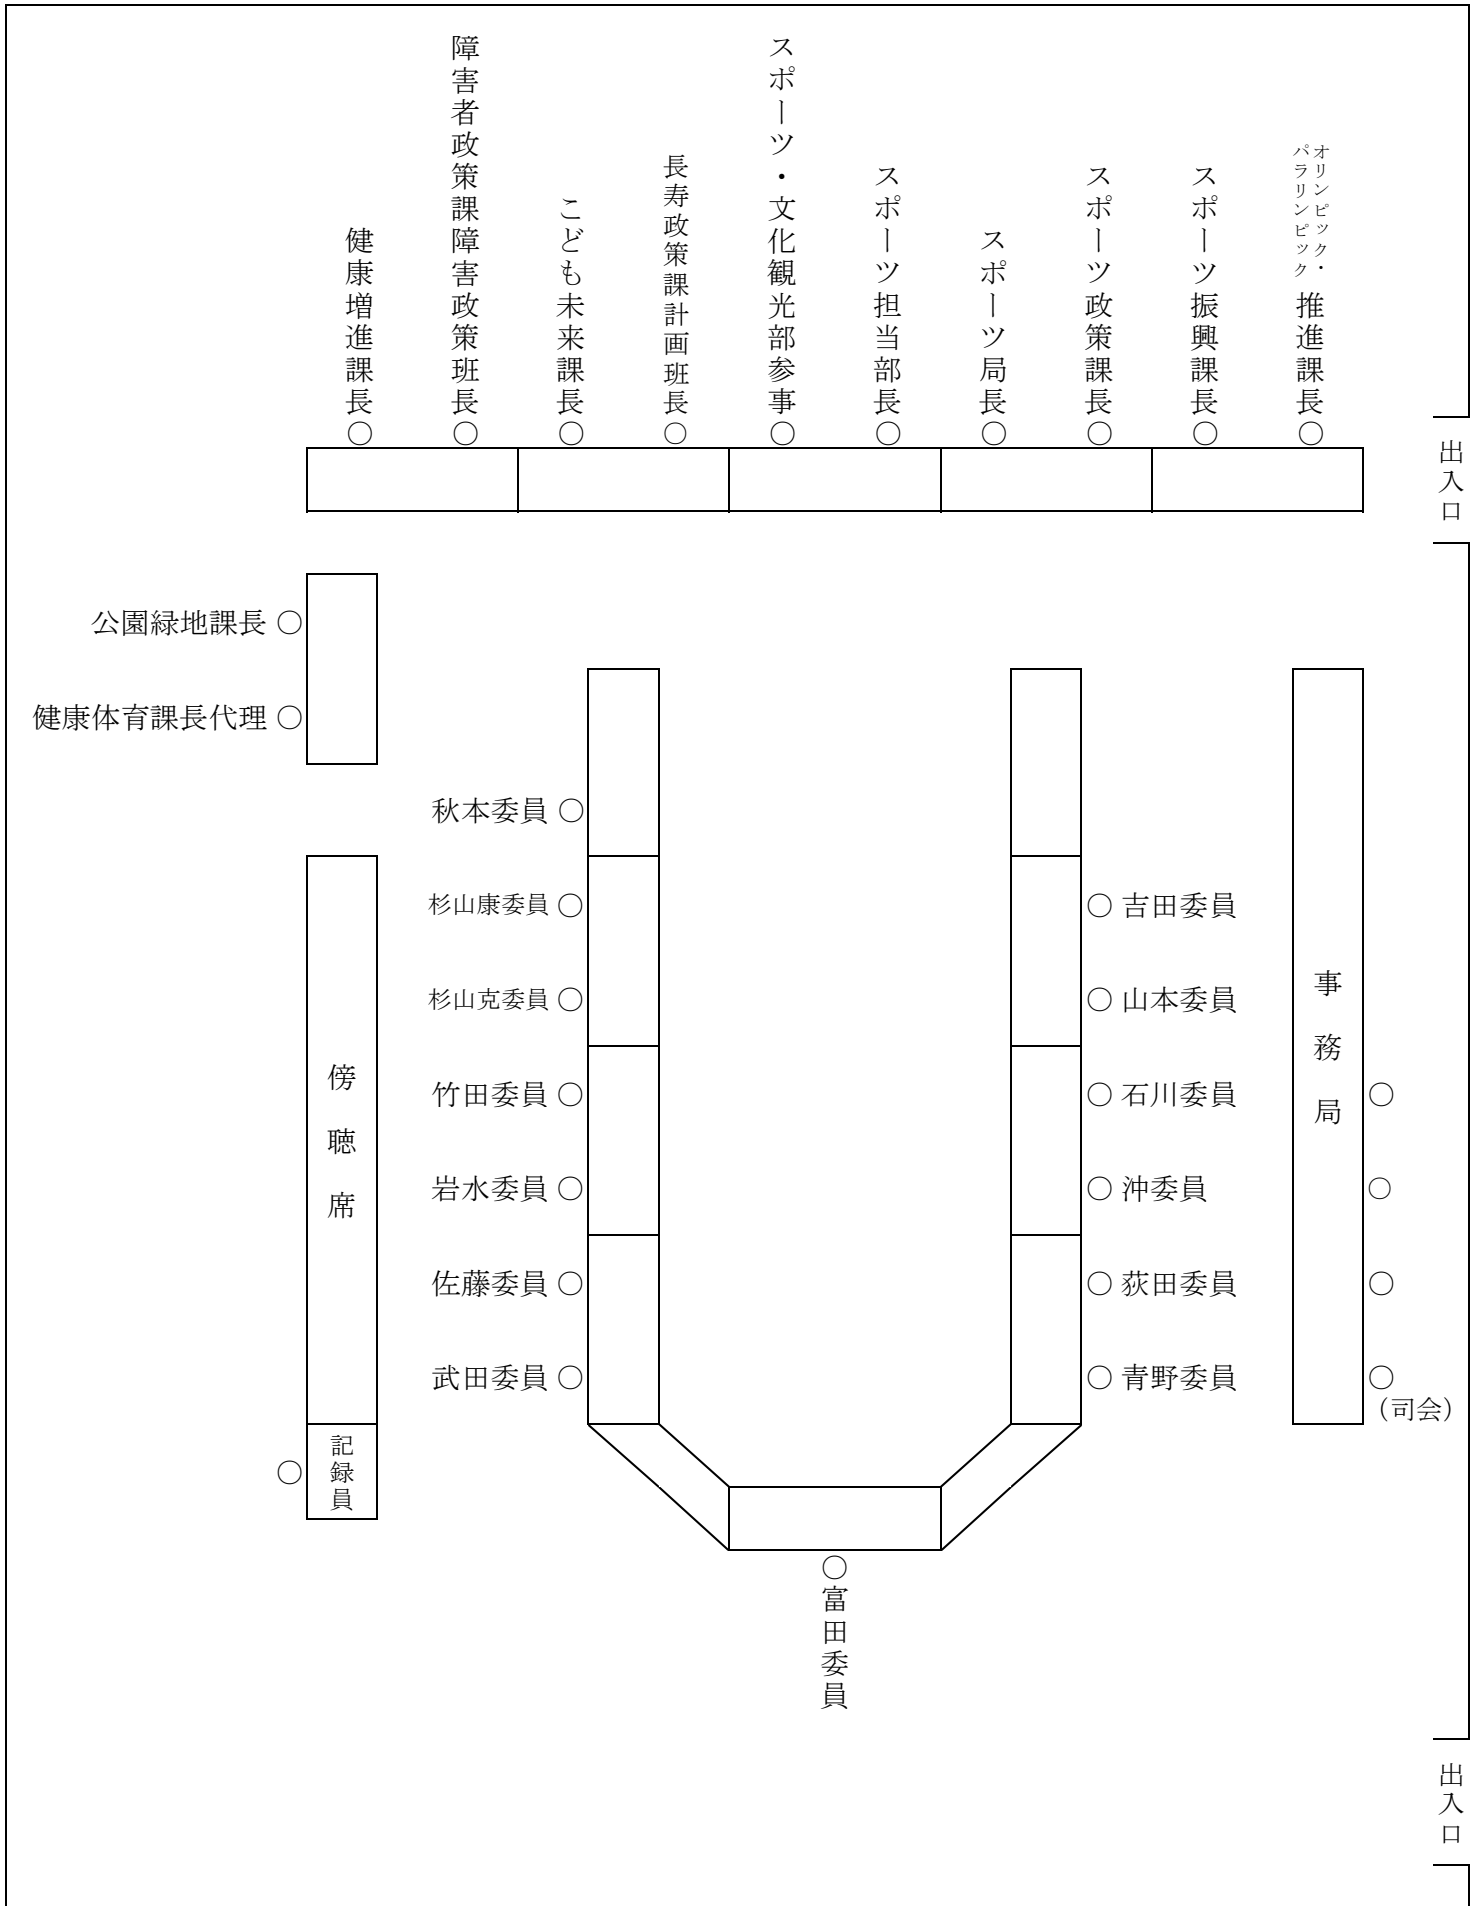 健康増進課長○
障害者政策課障害政策班長○
こども未来課長○
長寿政策課計画班長○
スポーツ・文化観光部参事○
スポーツ担当部長○
スポーツ局長○
スポーツ政策課長○
スポーツ振興課長○
オリンピック・
パラリンピック
推進課長○
出入口
公園緑地課長 ○
健康体育課長代理 ○
秋本委員 ○
杉山康委員 ○
杉山克委員 ○
竹田委員 ○
岩水委員 ○
佐藤委員 ○
武田委員 ○
○ 吉田委員
○ 山本委員
○ 石川委員
○ 沖委員
○ 荻田委員
○ 青野委員
事務局
○
○
○
○
（司会）
傍聴席
○ 記録員
○富田委員
出入口